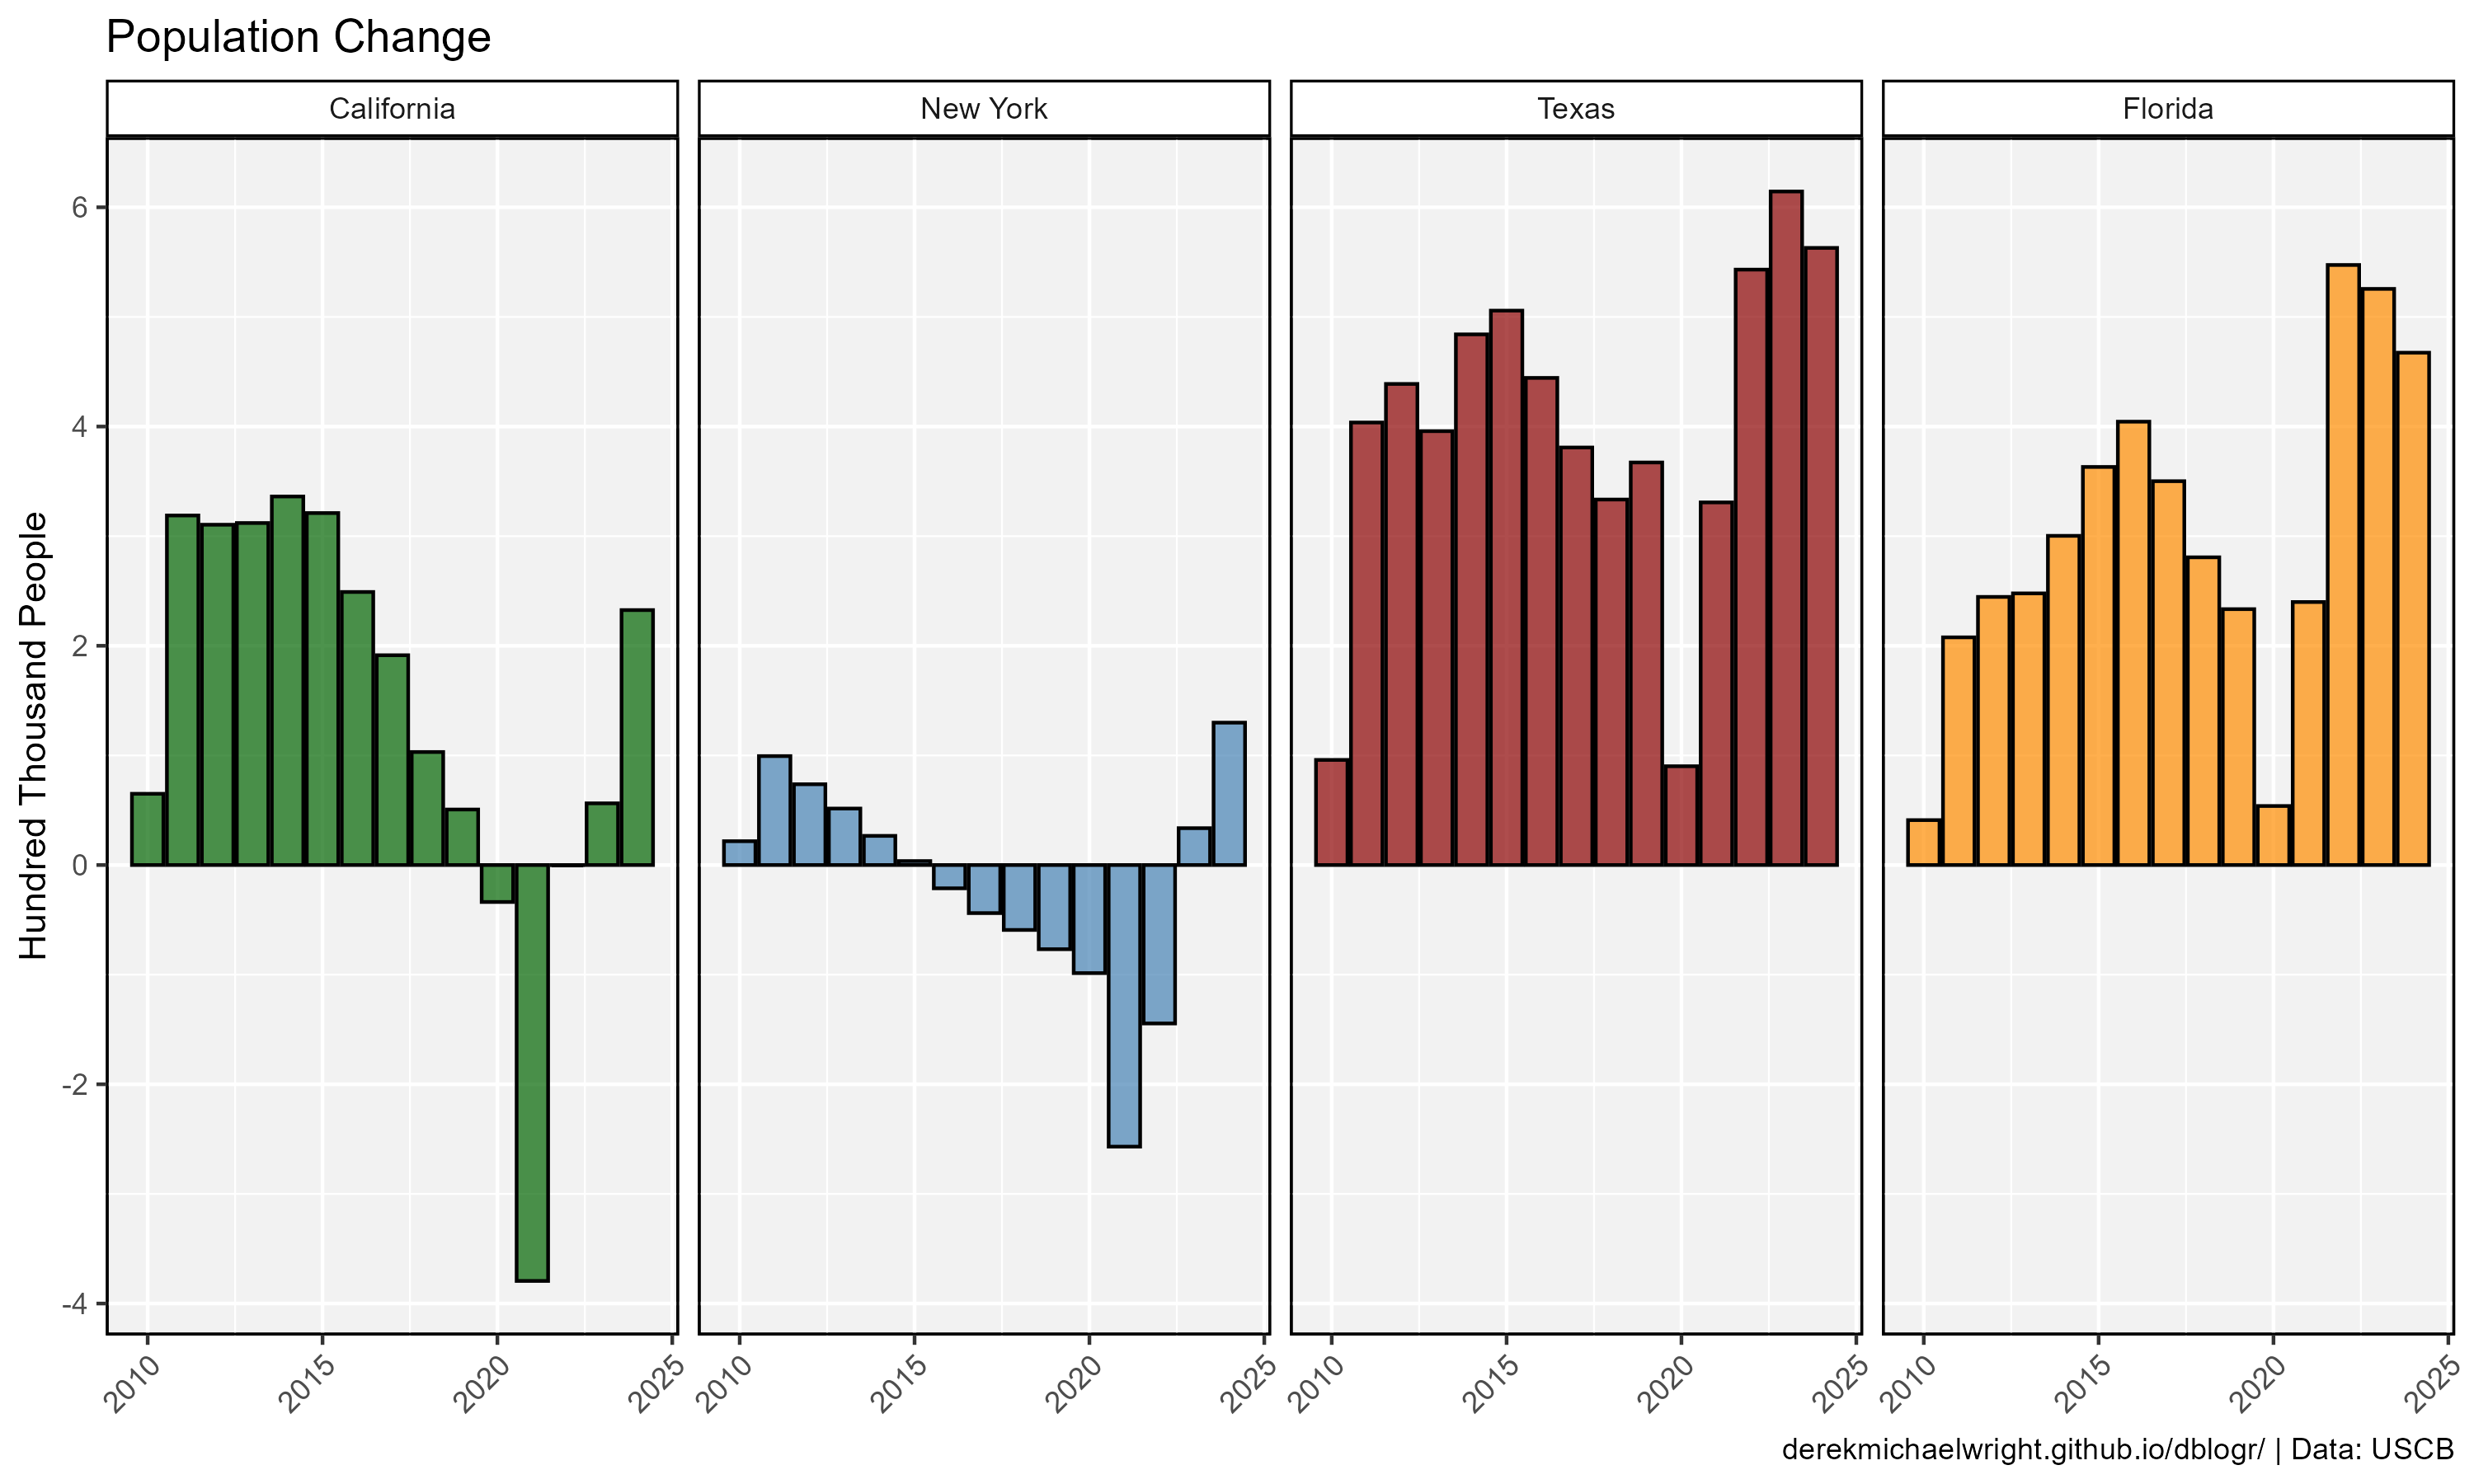 Population Change
California
New York
Texas
Florida
Hundred Thousand People
6
4
2
0
-2
-4
2010 2015 2020 2025
2010 2015 2020 2025
2010 2015 2020 2025
2010 2015 2020 2025
derekmichaelwright.github.io/dblogr/ | Data: USCB